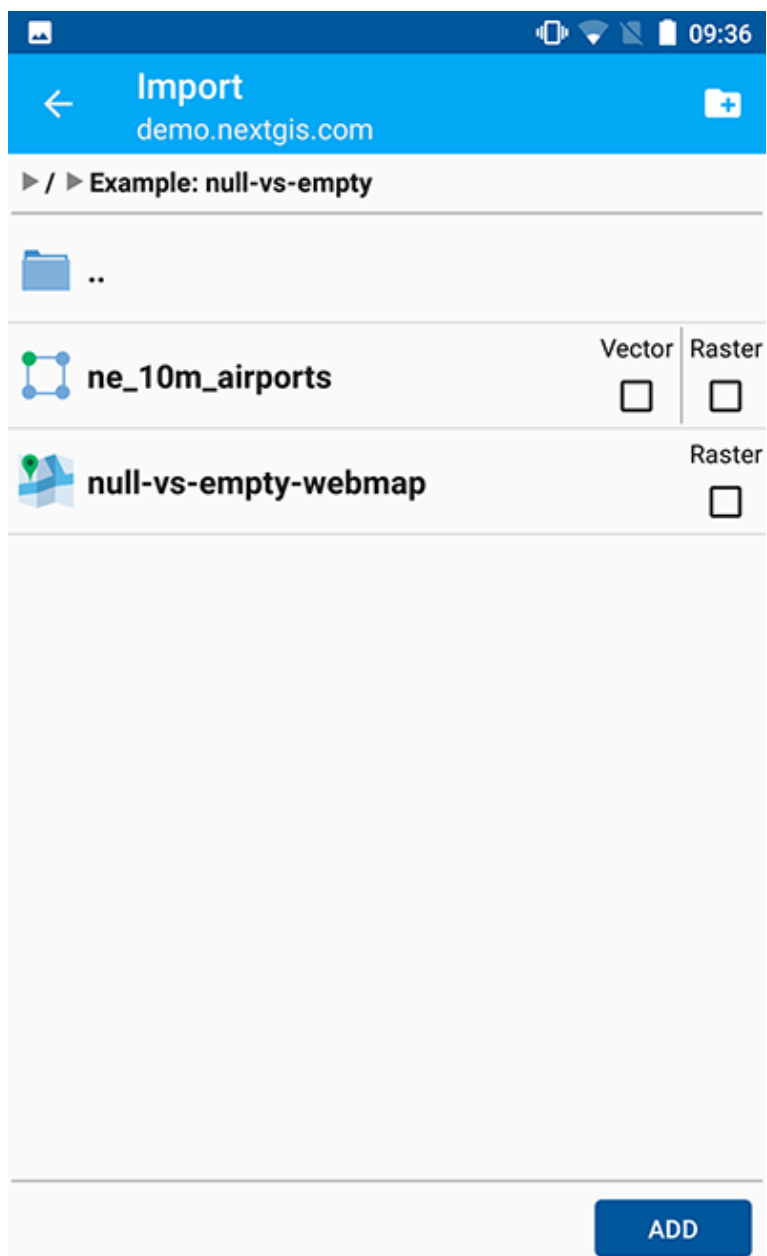 09:36
Import
demo.nextgis.com
/ Example: null-vs-empty
..
Vector Raster
ne_10m_airports
Raster
null-vs-empty-webmap
ADD